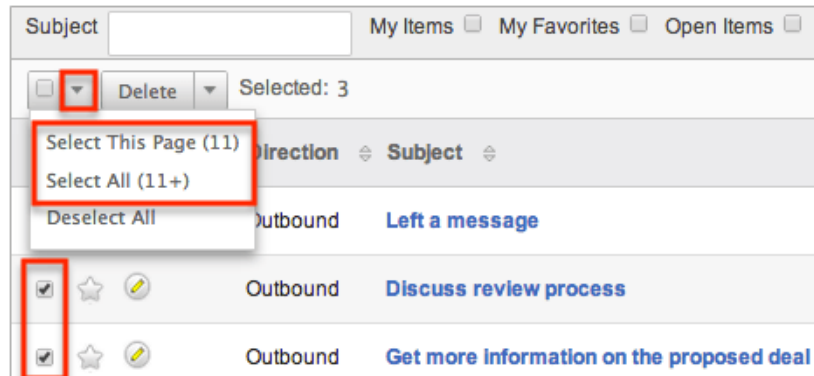 Subject My Items My Favorites Open Items
Delete Selected: 3
Select This Page (11)
Direction Subject
Select All (11+)
Deselect All
Outbound Left a message
Outbound Discuss review process
Outbound Get more information on the proposed deal